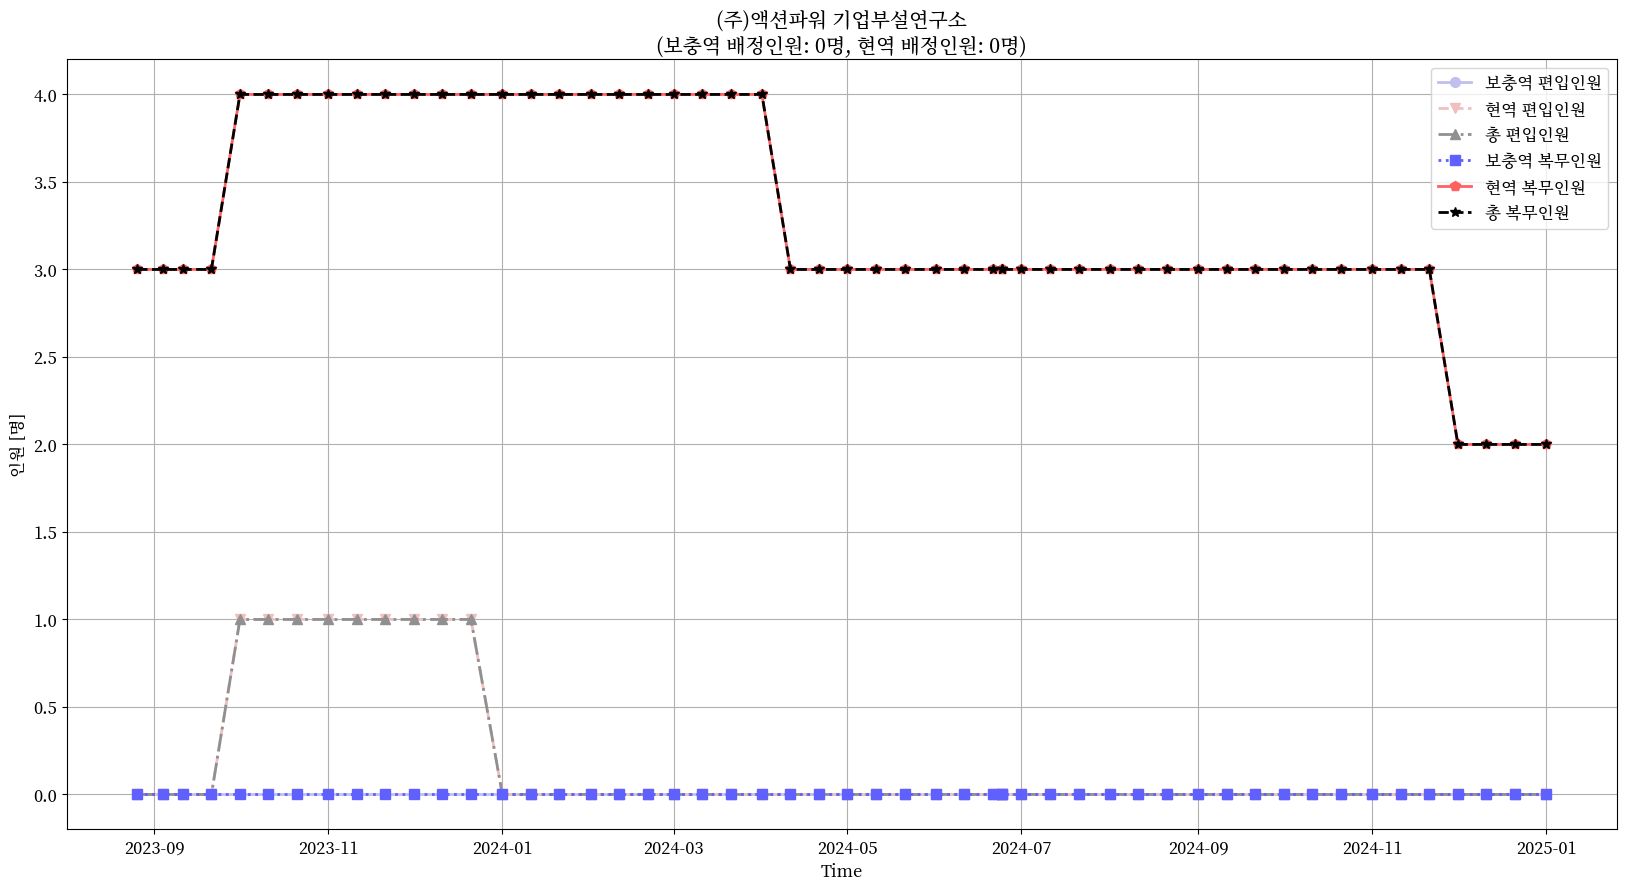 (주)액션파워 기업부설연구소
(보충역 배정인원: 0명, 현역 배정인원: 0명)
보충역 편입인원
현역 편입인원
총 편입인원
보충역 복무인원
현역 복무인원
총 복무인원
4.0
3.5
3.0
2.5
2.0
1.5
1.0
0.5
0.0
인원 [명]
2023-09 2023-11 2024-01 2024-03 2024-05 2024-07 2024-09 2024-11 2025-01
Time